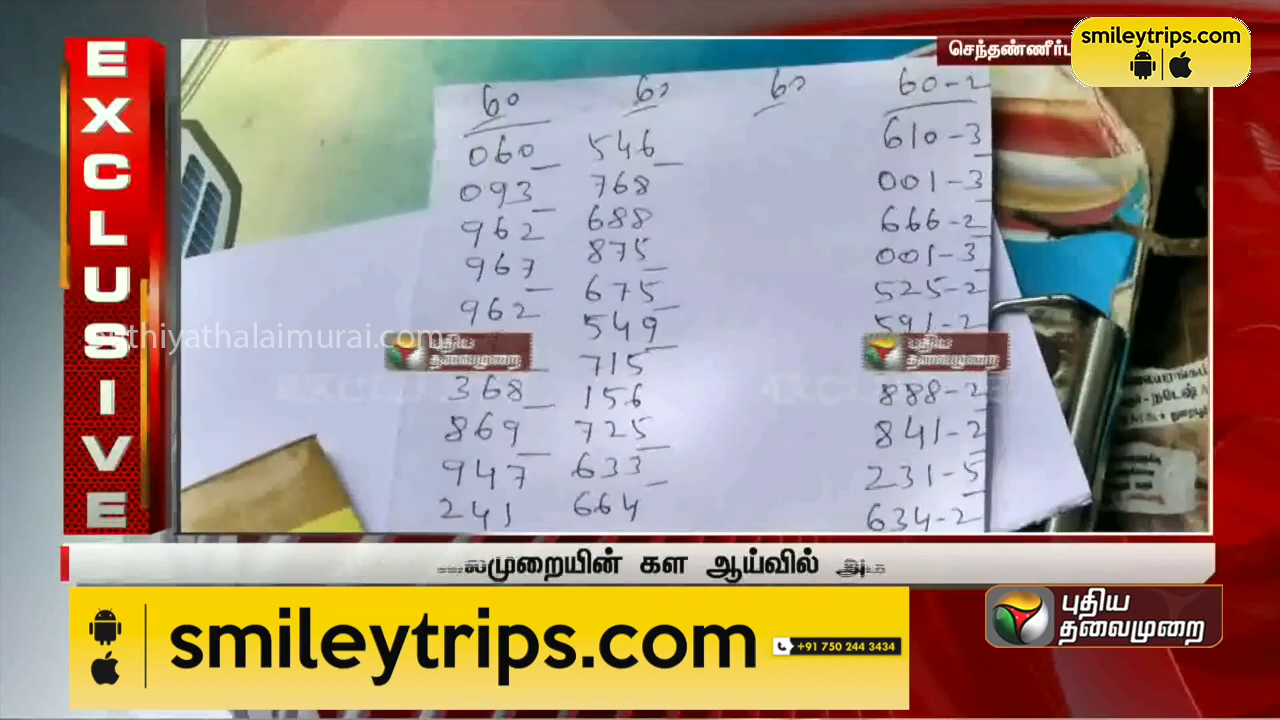 EXCLUSIVE
smileytrips.com
60 60 60 60-2
060 546 610-3
093 768 001-3
962 688 666-2
967 875 001-3
962 675 525-2
549 591-2
715
368 156 888-2
869 725 841-2
947 633 231-5
241 664 634-2
puthiyathalaimurai.com
புதிய
தலைமுறை
புதிய
தலைமுறை
முறையின் கள ஆய்வில்
smileytrips.com
+91 750 244 3434
புதிய
தலைமுறை